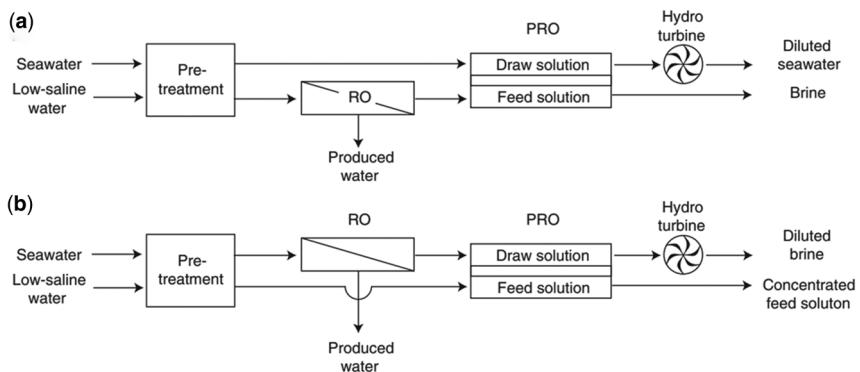 (a)
Hydro
turbine
PRO
Seawater
Low-saline
water
Pre-
treatment
Draw solution
Feed solution
RO
Diluted
seawater
Brine
Produced
water
(b)
RO
PRO
Hydro
turbine
Seawater
Low-saline
water
Pre-
treatment
Draw solution
Feed solution
Diluted
brine
Concentrated
feed soluton
Produced
water